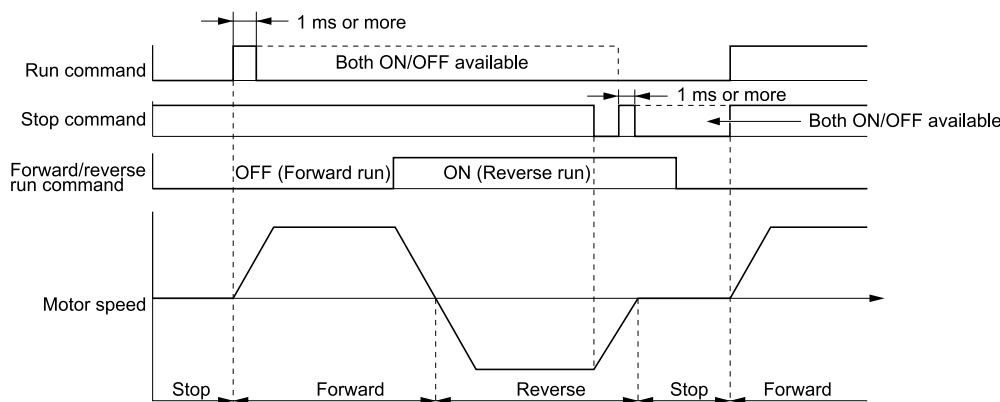 1 ms or more
Run command
Both ON/OFF available
1 ms or more
Stop command
Both ON/OFF available
Forward/reverse
run command
OFF (Forward run)
ON (Reverse run)
Motor speed
Stop
Forward
Reverse
Stop
Forward